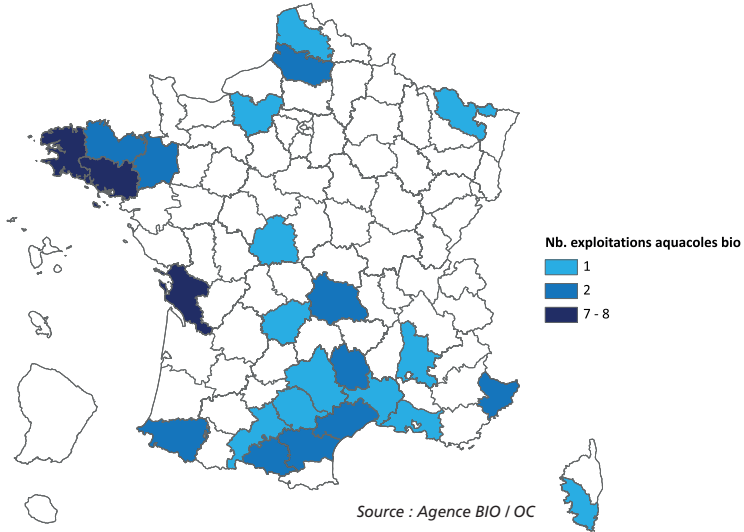 Nb. exploitations aquacoles bio
1
2
7 - 8
Source : Agence BIO / OC